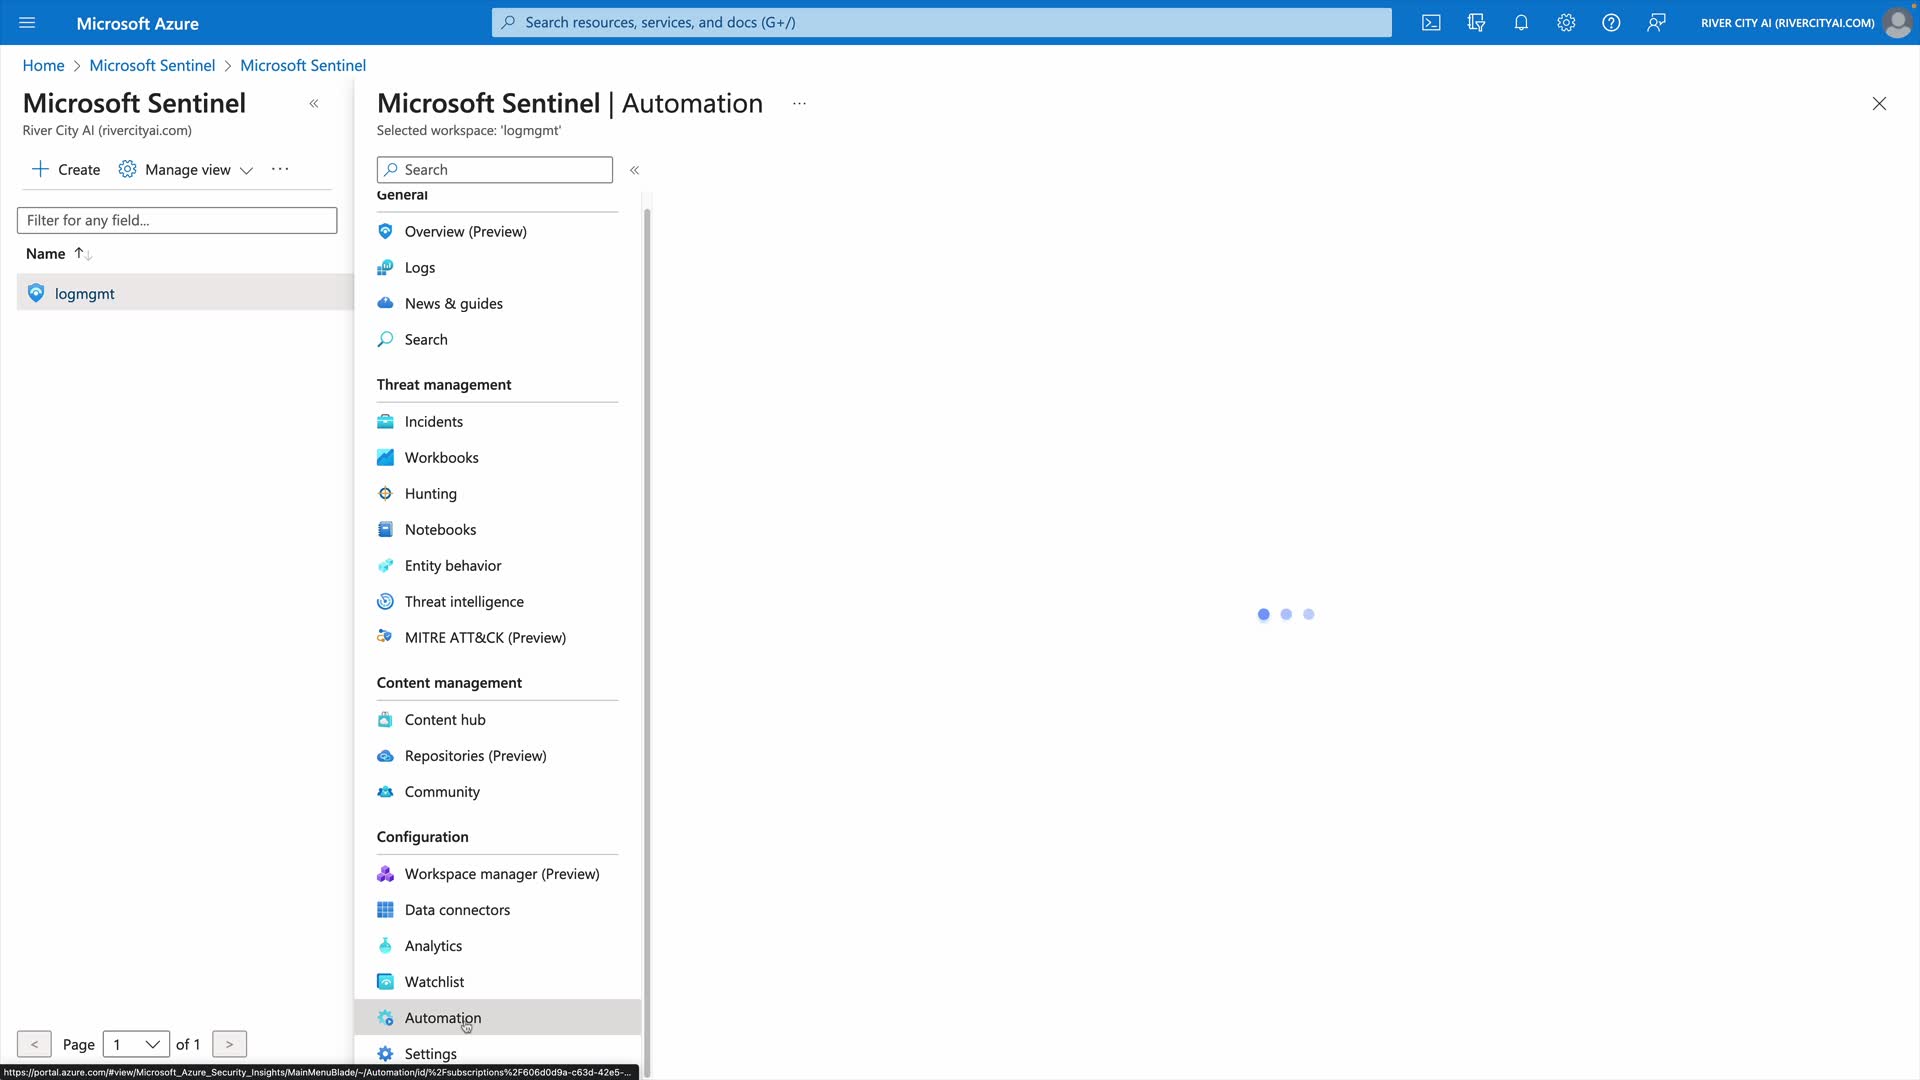 Microsoft Azure
Search resources, services, and docs (G+/)
RIVER CITY AI (RIVERCITYAI.COM)
Home > Microsoft Sentinel > Microsoft Sentinel
Microsoft Sentinel
River City AI (rivercityai.com)
Create
Manage view
Filter for any field...
Name
logmgmt
< Page 1 of 1 >
Microsoft Sentinel | Automation
Selected workspace: 'logmgmt'
Search
General
Overview (Preview)
Logs
News & guides
Search
Threat management
Incidents
Workbooks
Hunting
Notebooks
Entity behavior
Threat intelligence
MITRE ATT&CK (Preview)
Content management
Content hub
Repositories (Preview)
Community
Configuration
Workspace manager (Preview)
Data connectors
Analytics
Watchlist
Automation
Settings
https://portal.azure.com/#view/Microsoft_Azure_Security_Insights/MainMenuBlade/~/Automation/id/%2Fsubscriptions%2F606d0d9a-c63d-42e5-...